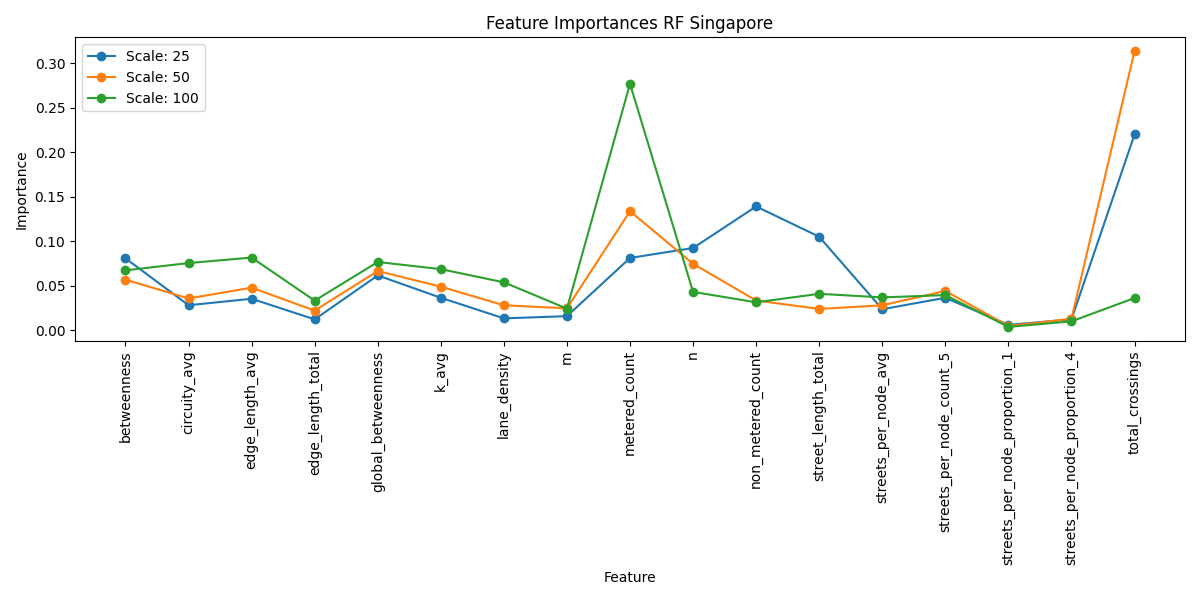 Feature Importances RF Singapore
Scale: 25
Scale: 50
Scale: 100
Importance
0.30
0.25
0.20
0.15
0.10
0.05
0.00
betweenness
circuity_avg
edge_length_avg
edge_length_total
global_betweenness
k_avg
lane_density
m
metered_count
n
non_metered_count
street_length_total
streets_per_node_avg
streets_per_node_count_5
streets_per_node_proportion_1
streets_per_node_proportion_4
total_crossings
Feature